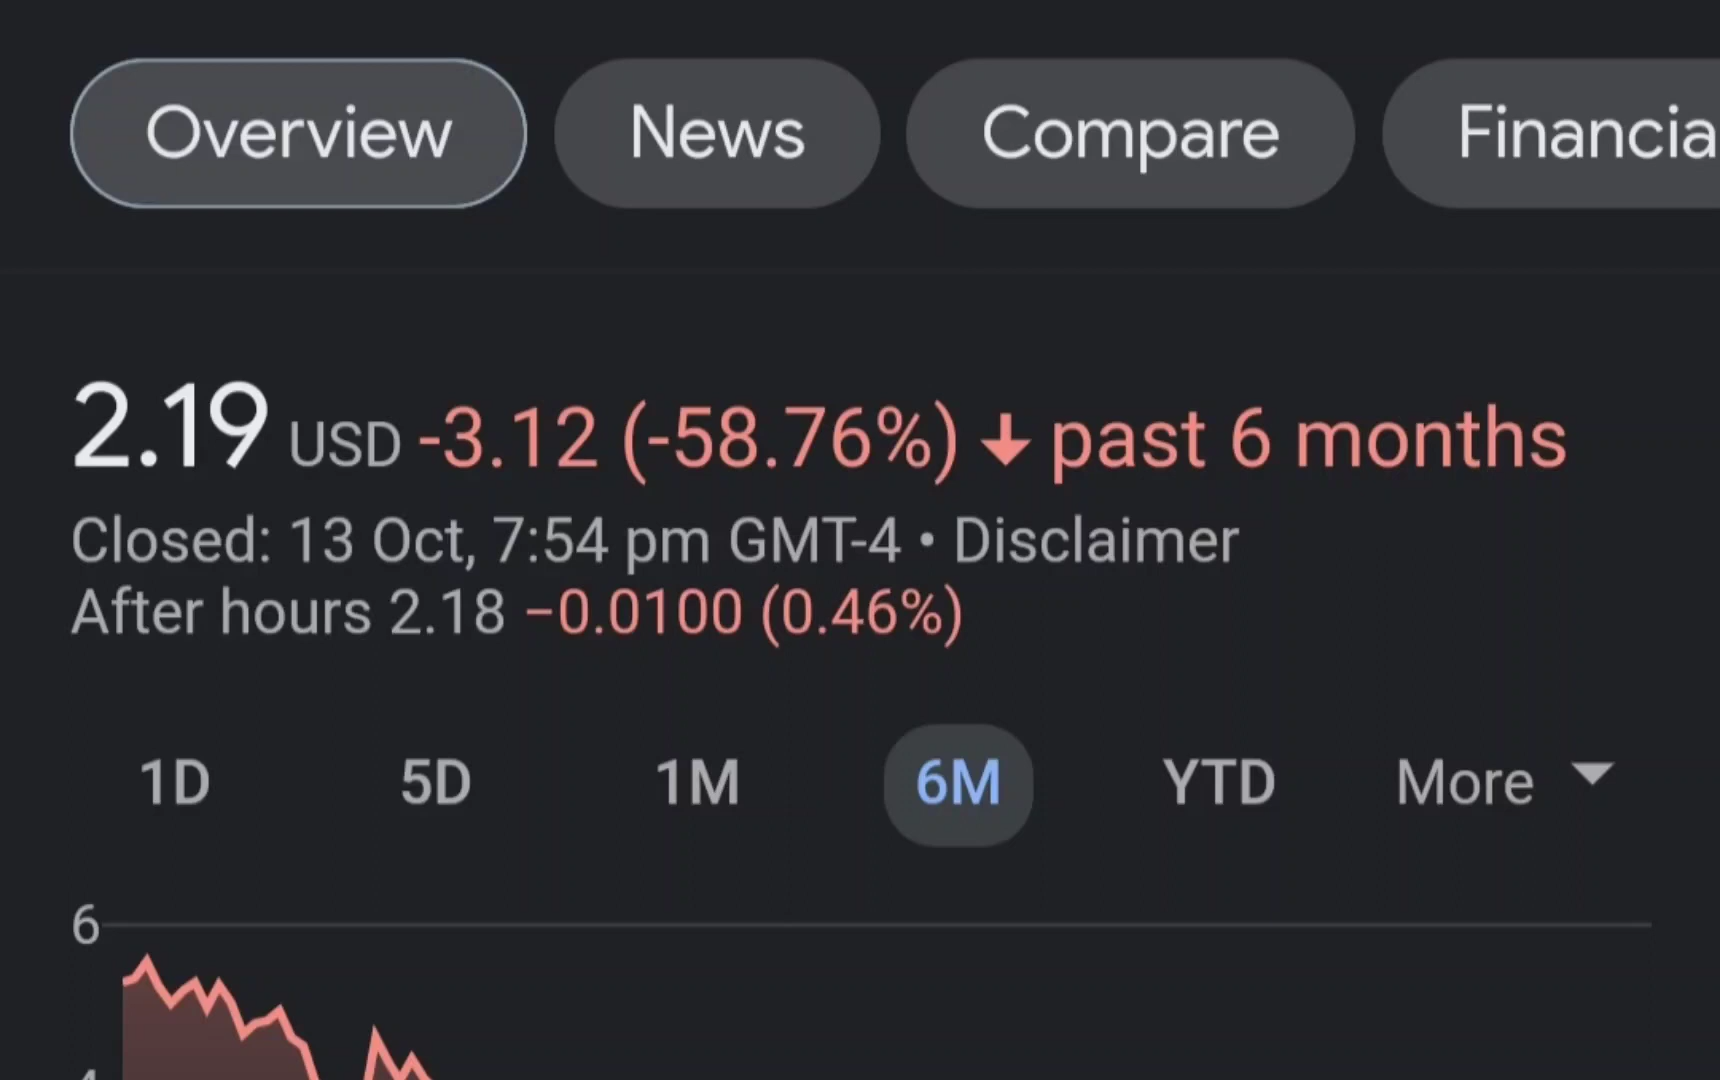 Overview News Compare Financia
2.19 USD -3.12 (-58.76%) ↓ past 6 months
Closed: 13 Oct, 7:54 pm GMT-4 • Disclaimer
After hours 2.18 −0.0100 (0.46%)
1D 5D 1M 6M YTD More
6
4